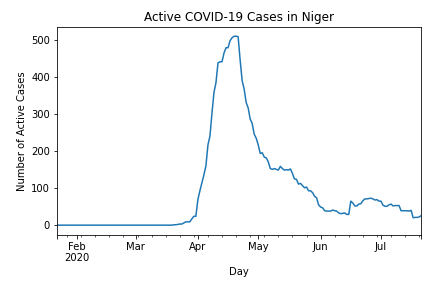 Active COVID-19 Cases in Niger
500
400
300
200
100
0
Number of Active Cases
Feb
2020
Mar
Apr
May
Jun
Jul
Day